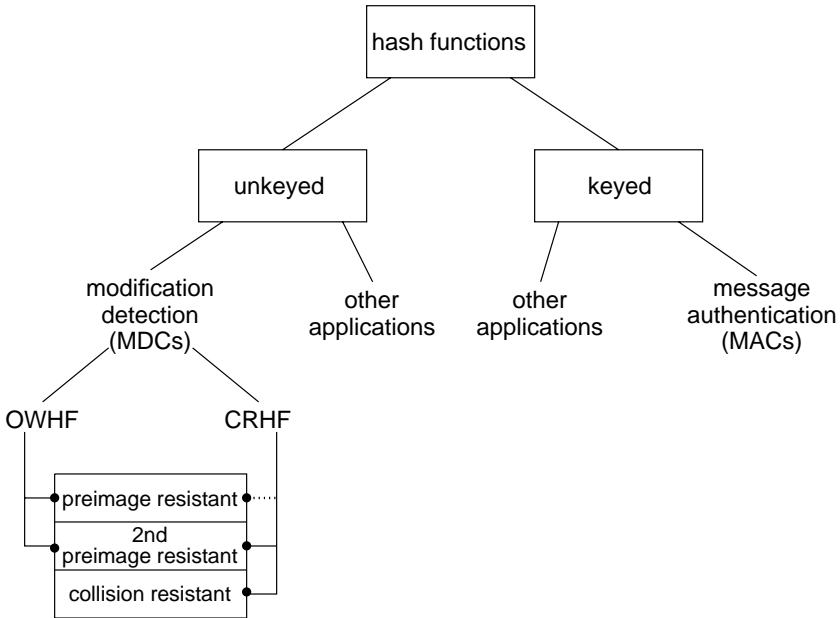 hash functions
unkeyed
keyed
modification
detection
(MDCs)
other
applications
other
applications
message
authentication
(MACs)
OWHF
CRHF
preimage resistant
2nd
preimage resistant
collision resistant